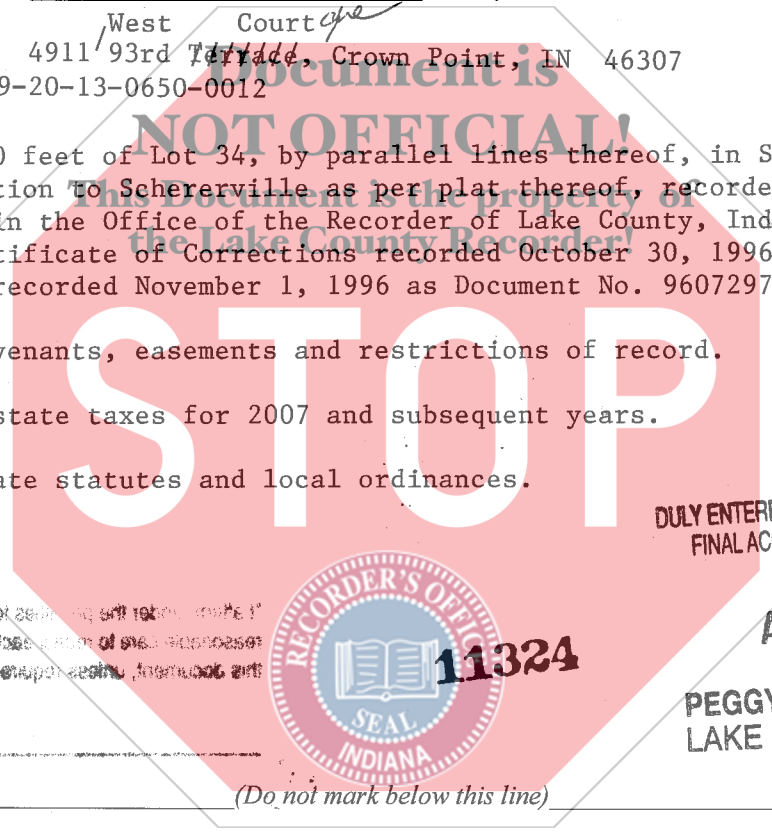 West Court
4911 93rd Terrace, Crown Point, IN 46307
9-20-13-0650-0012
Document is
NOT OFFICIAL!
This Document is the property of
the Lake County Recorder!
0 feet of Lot 34, by parallel lines thereof, in S
tion to Schererville as per plat thereof, recorde
in the Office of the Recorder of Lake County, Ind
tificate of Corrections recorded October 30, 1996
recorded November 1, 1996 as Document No. 9607297
STOP
venants, easements and restrictions of record.
state taxes for 2007 and subsequent years.
ate statutes and local ordinances.
DULY ENTER
FINAL AC
RECORDER'S OFFIC
SEAL
INDIANA
11324
PEGGY
LAKE
(Do not mark below this line)